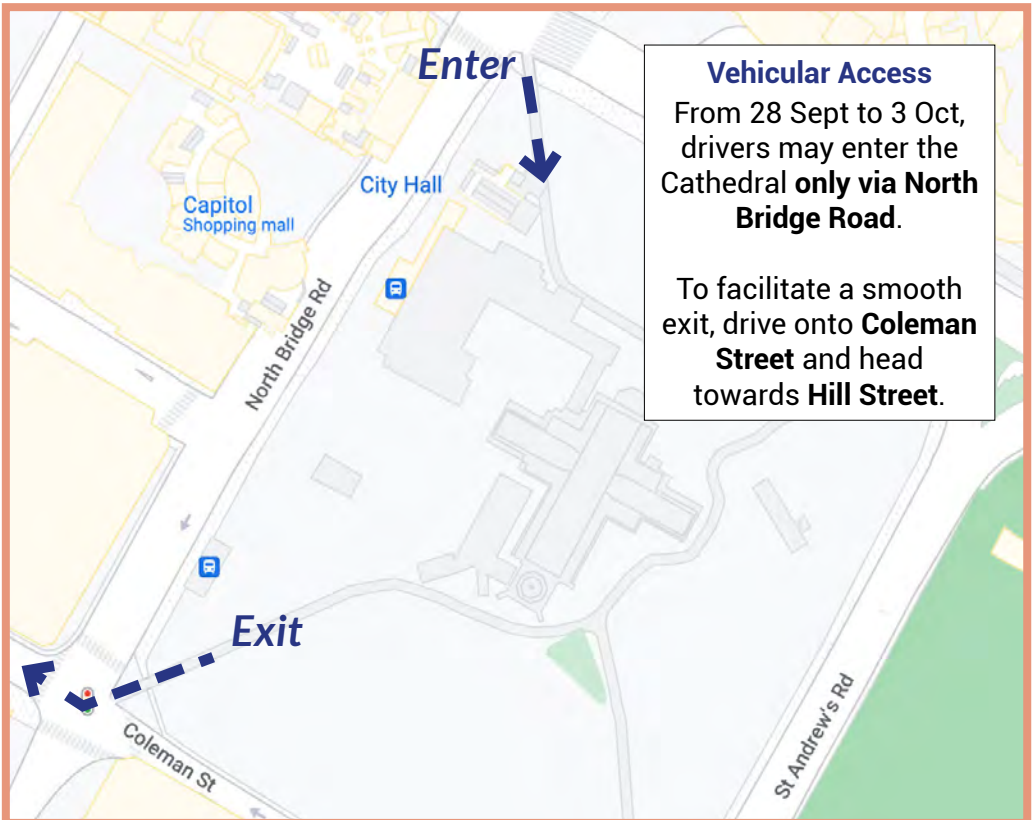 Enter
Vehicular Access
From 28 Sept to 3 Oct,
drivers may enter the
Cathedral only via North
Bridge Road.
To facilitate a smooth
exit, drive onto Coleman
Street and head
towards Hill Street.
City Hall
Capitol
Shopping mall
North Bridge Rd
Exit
Coleman St
St Andrew's Rd